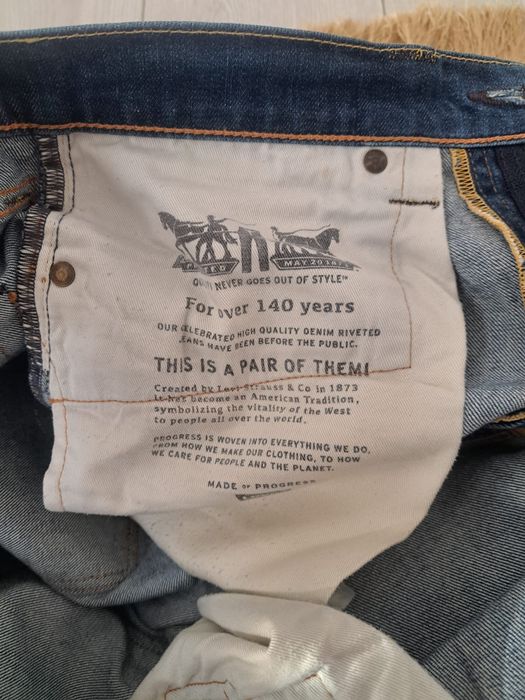 MAY 20 18
NEVER GOES OUT OF STYLE™
For over 140 years
OUR CELEBRATED HIGH QUALITY DENIM RIVETED
JEANS HAVE BEEN BEFORE THE PUBLIC.
THIS IS A PAIR OF THEM!
Created by Levi Strauss & Co in 1873
It has become an American Tradition,
symbolizing the vitality of the West
to people all over the world.
PROGRESS IS WOVEN INTO EVERYTHING WE DO,
FROM HOW WE MAKE OUR CLOTHING, TO HOW
WE CARE FOR PEOPLE AND THE PLANET.
MADE OF PROGRESS